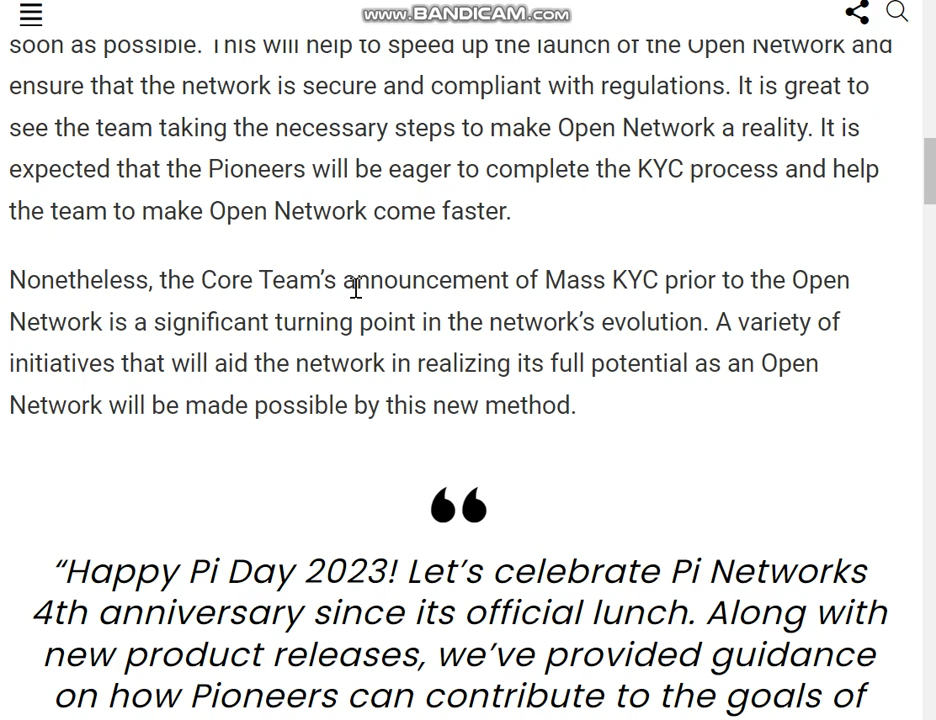 www.BANDICAM.com
soon as possible. This will help to speed up the launch of the Open Network and
ensure that the network is secure and compliant with regulations. It is great to
see the team taking the necessary steps to make Open Network a reality. It is
expected that the Pioneers will be eager to complete the KYC process and help
the team to make Open Network come faster.
Nonetheless, the Core Team’s announcement of Mass KYC prior to the Open
Network is a significant turning point in the network’s evolution. A variety of
initiatives that will aid the network in realizing its full potential as an Open
Network will be made possible by this new method.
“Happy Pi Day 2023! Let’s celebrate Pi Networks
4th anniversary since its official lunch. Along with
new product releases, we’ve provided guidance
on how Pioneers can contribute to the goals of